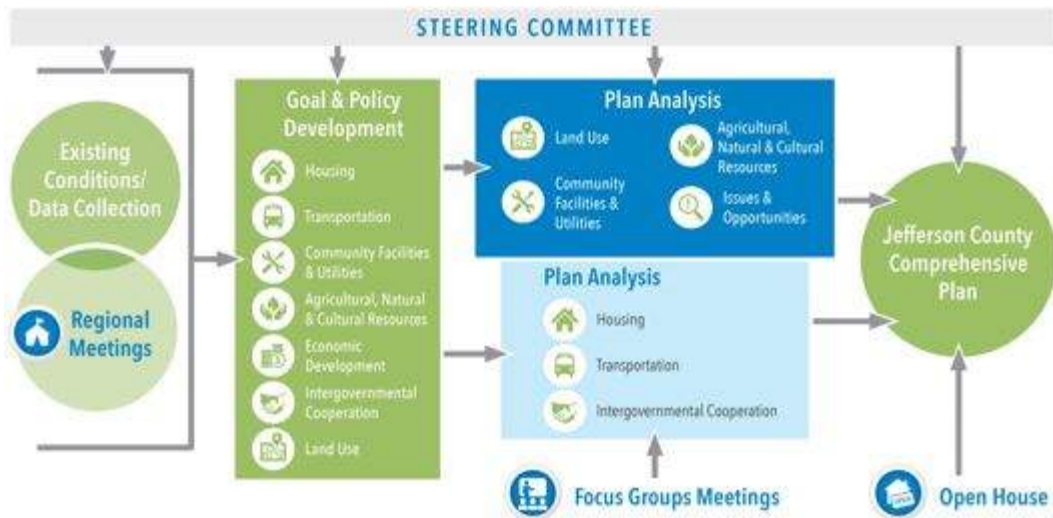 STEERING COMMITTEE
Existing
Conditions/
Data Collection
Regional
Meetings
Goal & Policy
Development
Housing
Transportation
Community Facilities
& Utilities
Agricultural, Natural
& Cultural Resources
Economic
Development
Intergovernmental
Cooperation
Land Use
Plan Analysis
Land Use
Community
Facilities &
Utilities
Agricultural,
Natural & Cultural
Resources
Issues &
Opportunities
Plan Analysis
Housing
Transportation
Intergovernmental Cooperation
Focus Groups Meetings
Jefferson County
Comprehensive
Plan
Open House